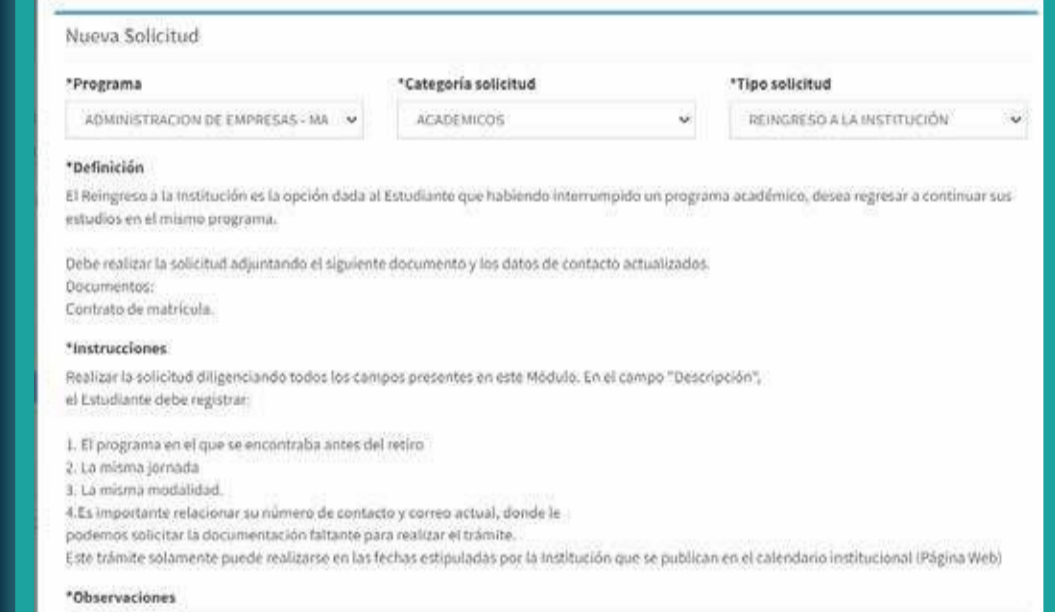 Nueva Solicitud
*Programa
*Categoría solicitud
*Tipo solicitud
ADMINISTRACION DE EMPRESAS - MA
ACADEMICOS
REINGRESO A LA INSTITUCIÓN
*Definición
El Reingreso a la Institución es la opción dada al Estudiante que habiendo interrumpido un programa académico, desea regresar a continuar sus
estudios en el mismo programa.
Debe realizar la solicitud adjuntando el siguiente documento y los datos de contacto actualizados.
Documentos:
Contrato de matrícula.
*Instrucciones
Realizar la solicitud diligenciando todos los campos presentes en este Módulo. En el campo "Descripción",
el Estudiante debe registrar:
1. El programa en el que se encontraba antes del retiro
2. La misma jornada
3. La misma modalidad.
4.Es importante relacionar su número de contacto y correo actual, donde le
podemos solicitar la documentación faltante para realizar el trámite.
Este trámite solamente puede realizarse en las fechas estipuladas por la Institución que se publican en el calendario institucional (Página Web)
*Observaciones